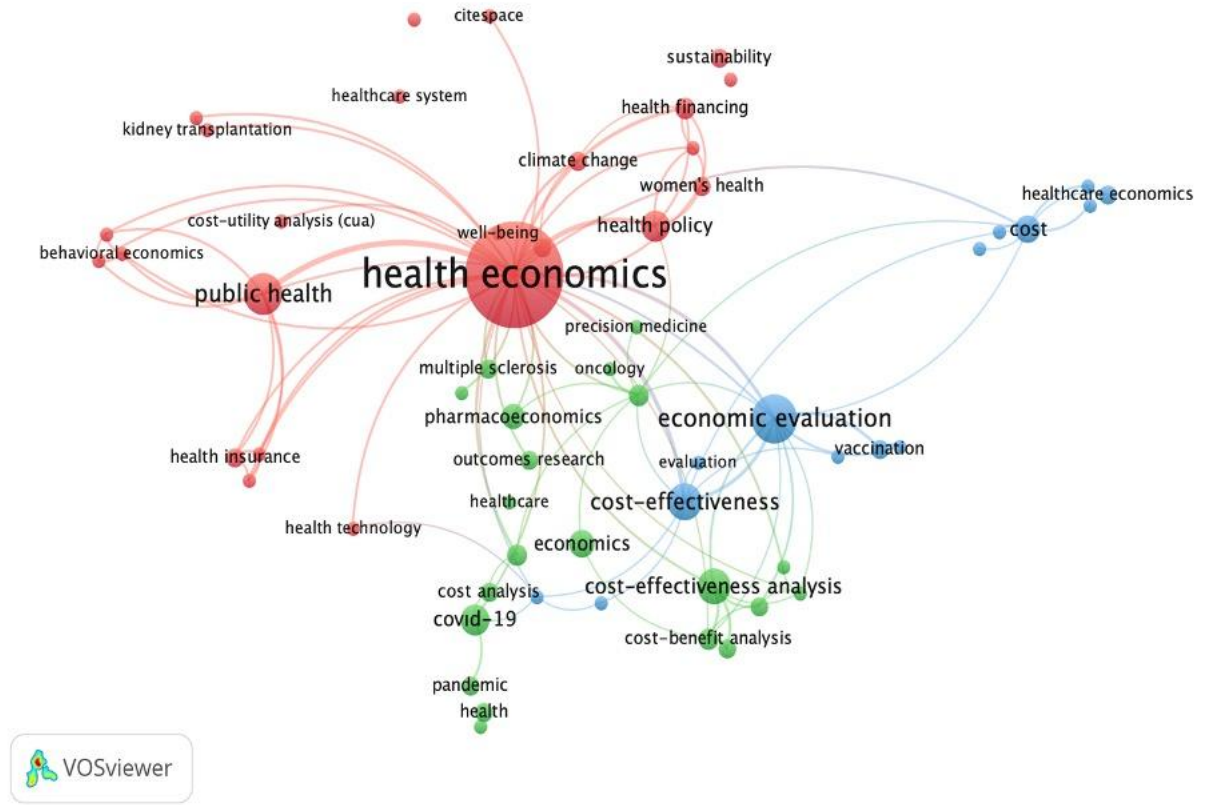 citespace
sustainability
healthcare system
health financing
kidney transplantation
climate change
women's health
healthcare economics
cost-utility analysis (cua)
well-being
health policy
cost
behavioral economics
health economics
public health
precision medicine
multiple sclerosis
oncology
pharmacoeconomics
economic evaluation
health insurance
outcomes research
evaluation
vaccination
healthcare
cost-effectiveness
health technology
economics
cost analysis
cost-effectiveness analysis
covid-19
cost-benefit analysis
pandemic
health
VOSviewer